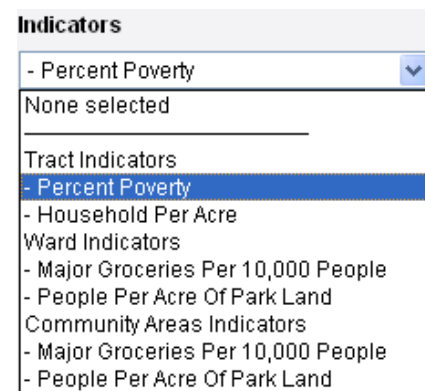 Indicators
- Percent Poverty
None selected
Tract Indicators
- Percent Poverty
- Household Per Acre
Ward Indicators
- Major Groceries Per 10,000 People
- People Per Acre Of Park Land
Community Areas Indicators
- Major Groceries Per 10,000 People
- People Per Acre Of Park Land